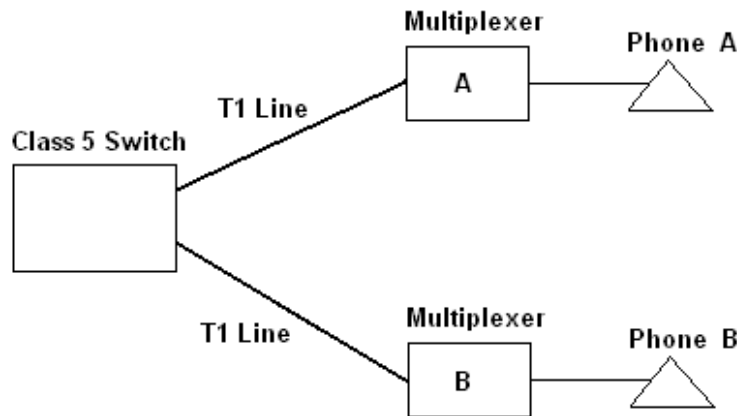 Multiplexer
Phone A
A
T1 Line
Class 5 Switch
T1 Line
Multiplexer
Phone B
B